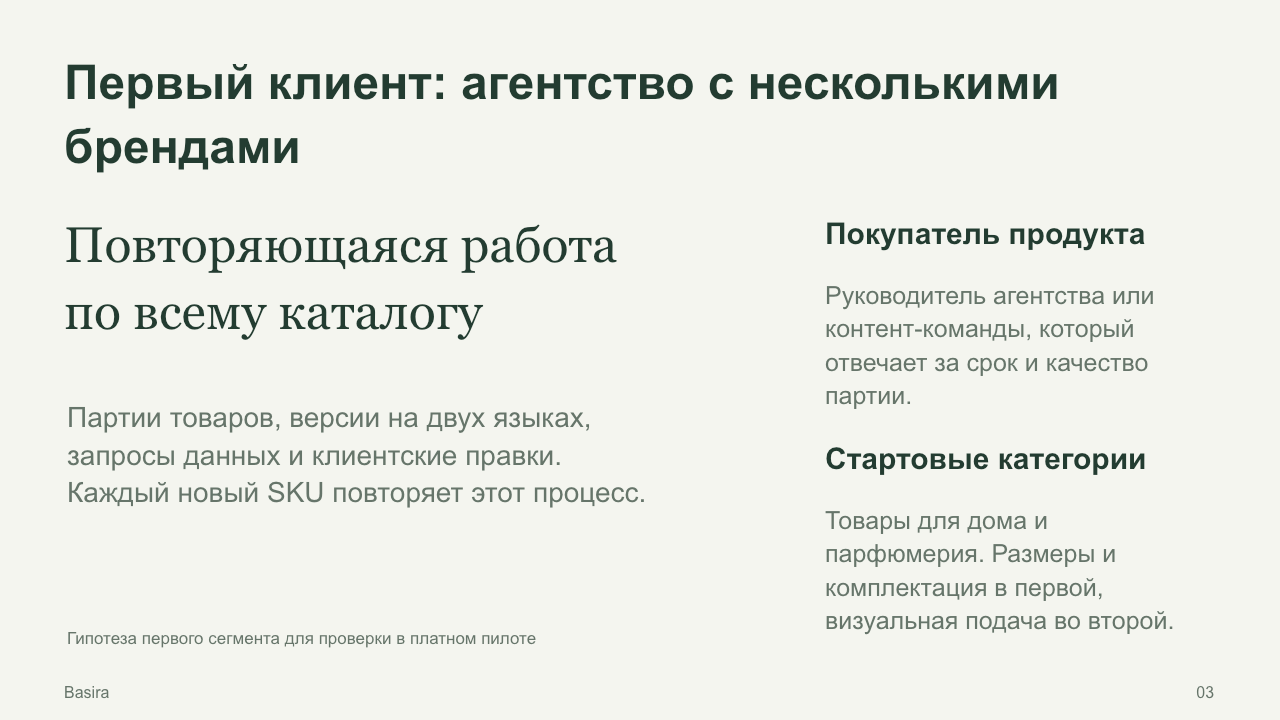 Первый клиент: агентство с несколькими
брендами
Повторяющаяся работа
по всему каталогу
Партии товаров, версии на двух языках,
запросы данных и клиентские правки.
Каждый новый SKU повторяет этот процесс.
Гипотеза первого сегмента для проверки в платном пилоте
Покупатель продукта
Руководитель агентства или
контент-команды, который
отвечает за срок и качество
партии.
Стартовые категории
Товары для дома и
парфюмерия. Размеры и
комплектация в первой,
визуальная подача во второй.
Basira
03